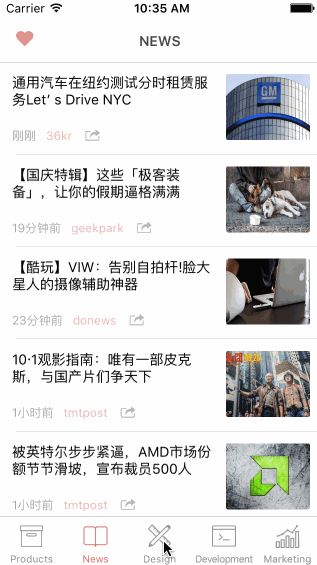 Carrier 10:35 AM
NEWS
通用汽车在纽约测试分时租赁服
务Let’ s Drive NYC
刚刚 36kr
GM
【国庆特辑】这些「极客装
备」，让你的假期逼格满满
19分钟前 geekpark
【酷玩】VIW：告别自拍杆!脸大
星人的摄像辅助神器
23分钟前 donews
10·1观影指南：唯有一部皮克
斯，与国产片们争天下
1小时前 tmtpost
被英特尔步步紧逼，AMD市场份
额节节滑坡，宣布裁员500人
1小时前 tmtpost
Products News Design Development Marketing